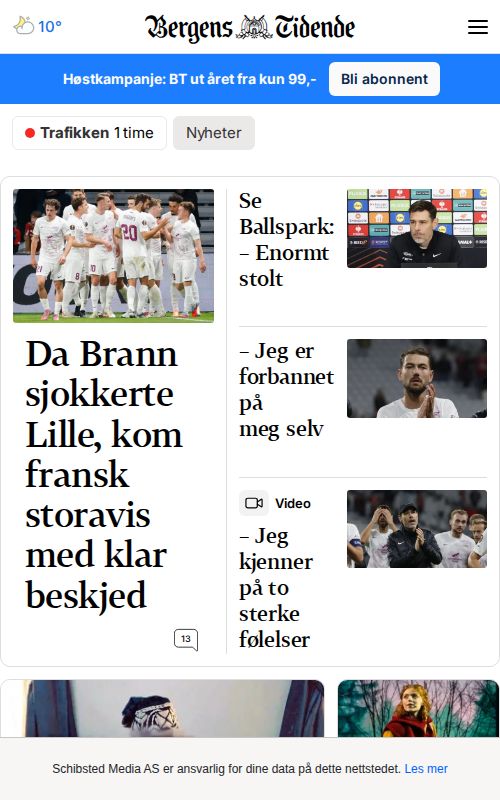 10°
Bergens Tidende
Høstkampanje: BT ut året fra kun 99,-
Bli abonnent
Trafikken 1 time
Nyheter
Da Brann
sjokkerte
Lille, kom
fransk
storavis
med klar
beskjed
13
Se
Ballspark:
– Enormt
stolt
– Jeg er
forbannet
på
meg selv
Video
– Jeg
kjenner
på to
sterke
følelser
Schibsted Media AS er ansvarlig for dine data på dette nettstedet. Les mer